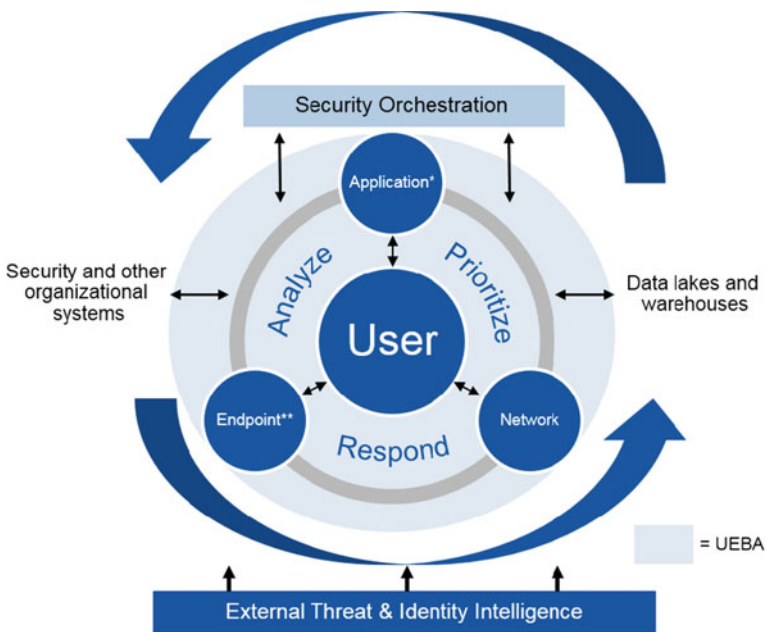 Security Orchestration
Application*
Analyze
Prioritize
Security and other
organizational
systems
Data lakes and
warehouses
User
Endpoint**
Network
Respond
= UEBA
External Threat & Identity Intelligence